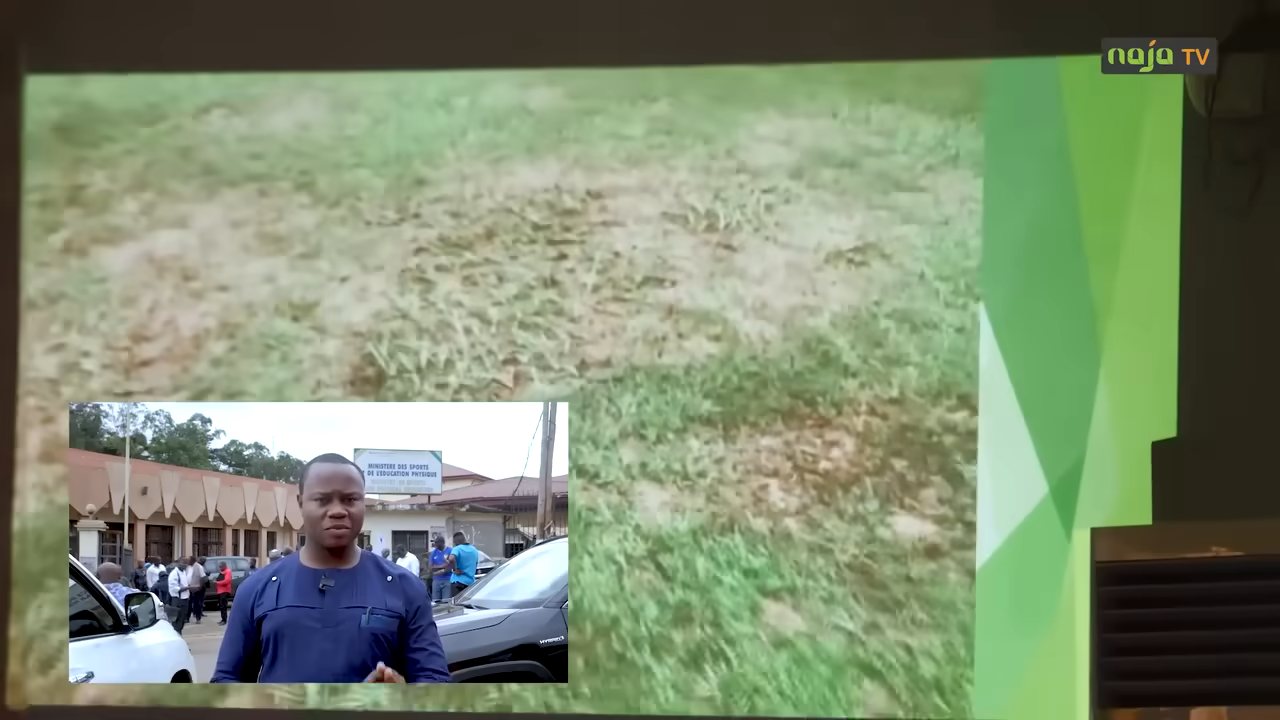 naja TV
MINISTERE DES SPORTS
DE L'EDUCATION PHYSIQUE
HYBRID